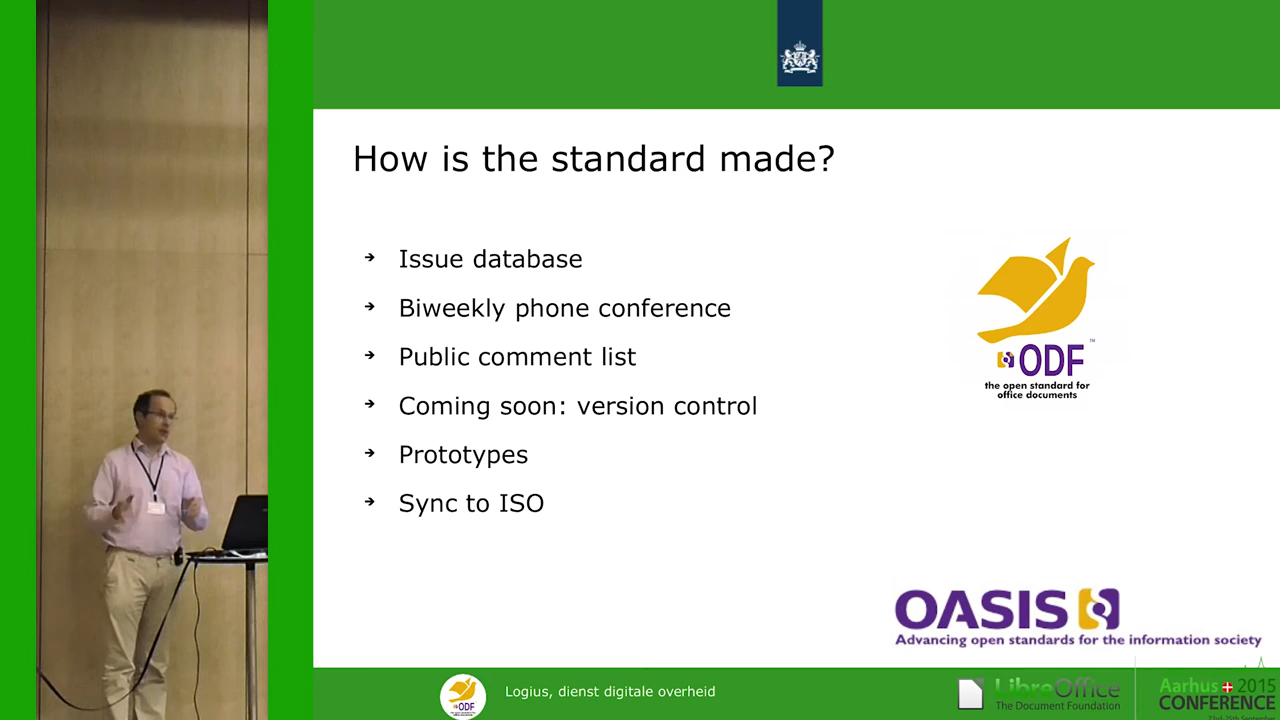 How is the standard made?
Issue database
Biweekly phone conference
Public comment list
Coming soon: version control
Prototypes
Sync to ISO
ODF
™
the open standard for
office documents
OASIS
Advancing open standards for the information society
ODF
Logius, dienst digitale overheid
LibreOffice
The Document Foundation
Aarhus 2015
CONFERENCE